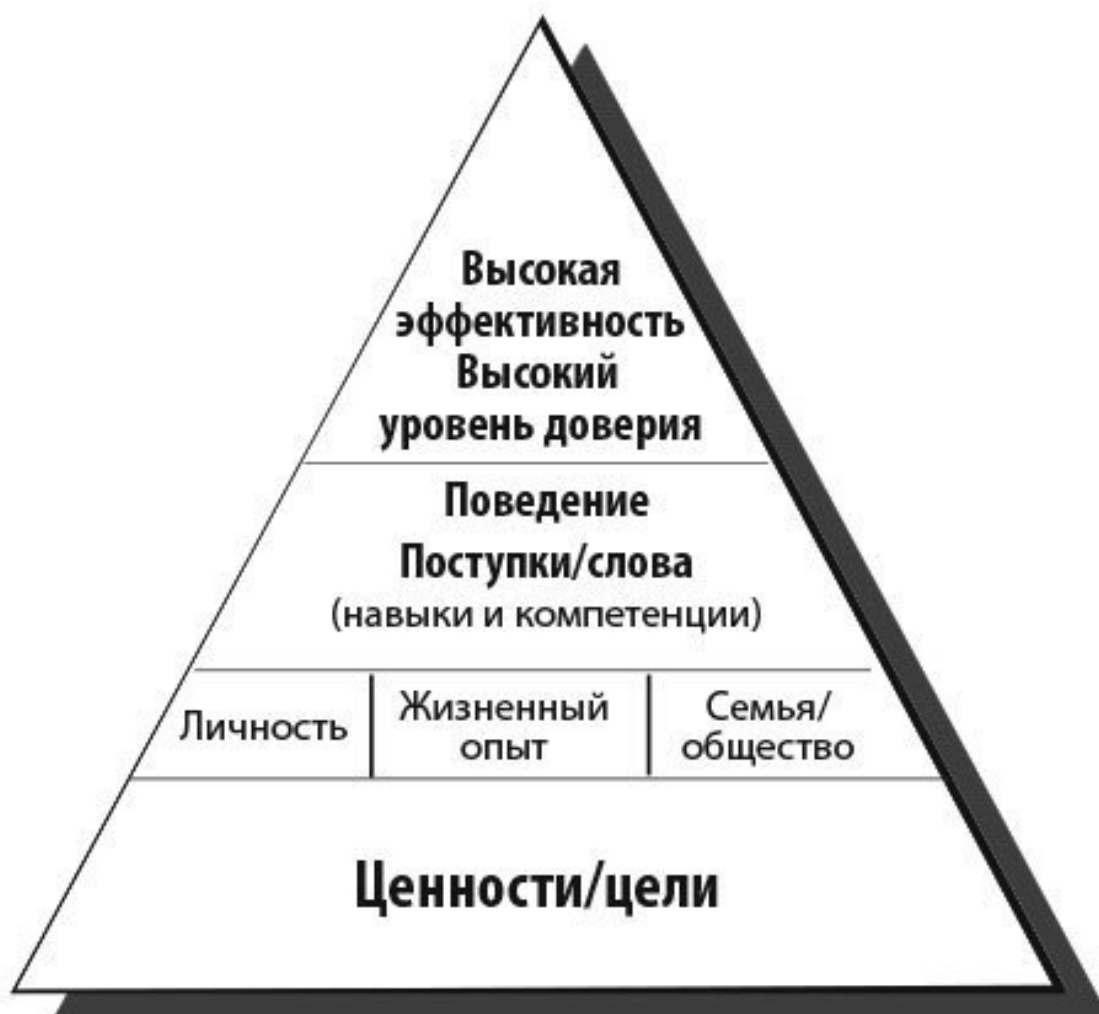 Высокая
эффективность
Высокий
уровень доверия
Поведение
Поступки/слова
(навыки и компетенции)
Личность
Жизненный
опыт
Семья/
общество
Ценности/цели